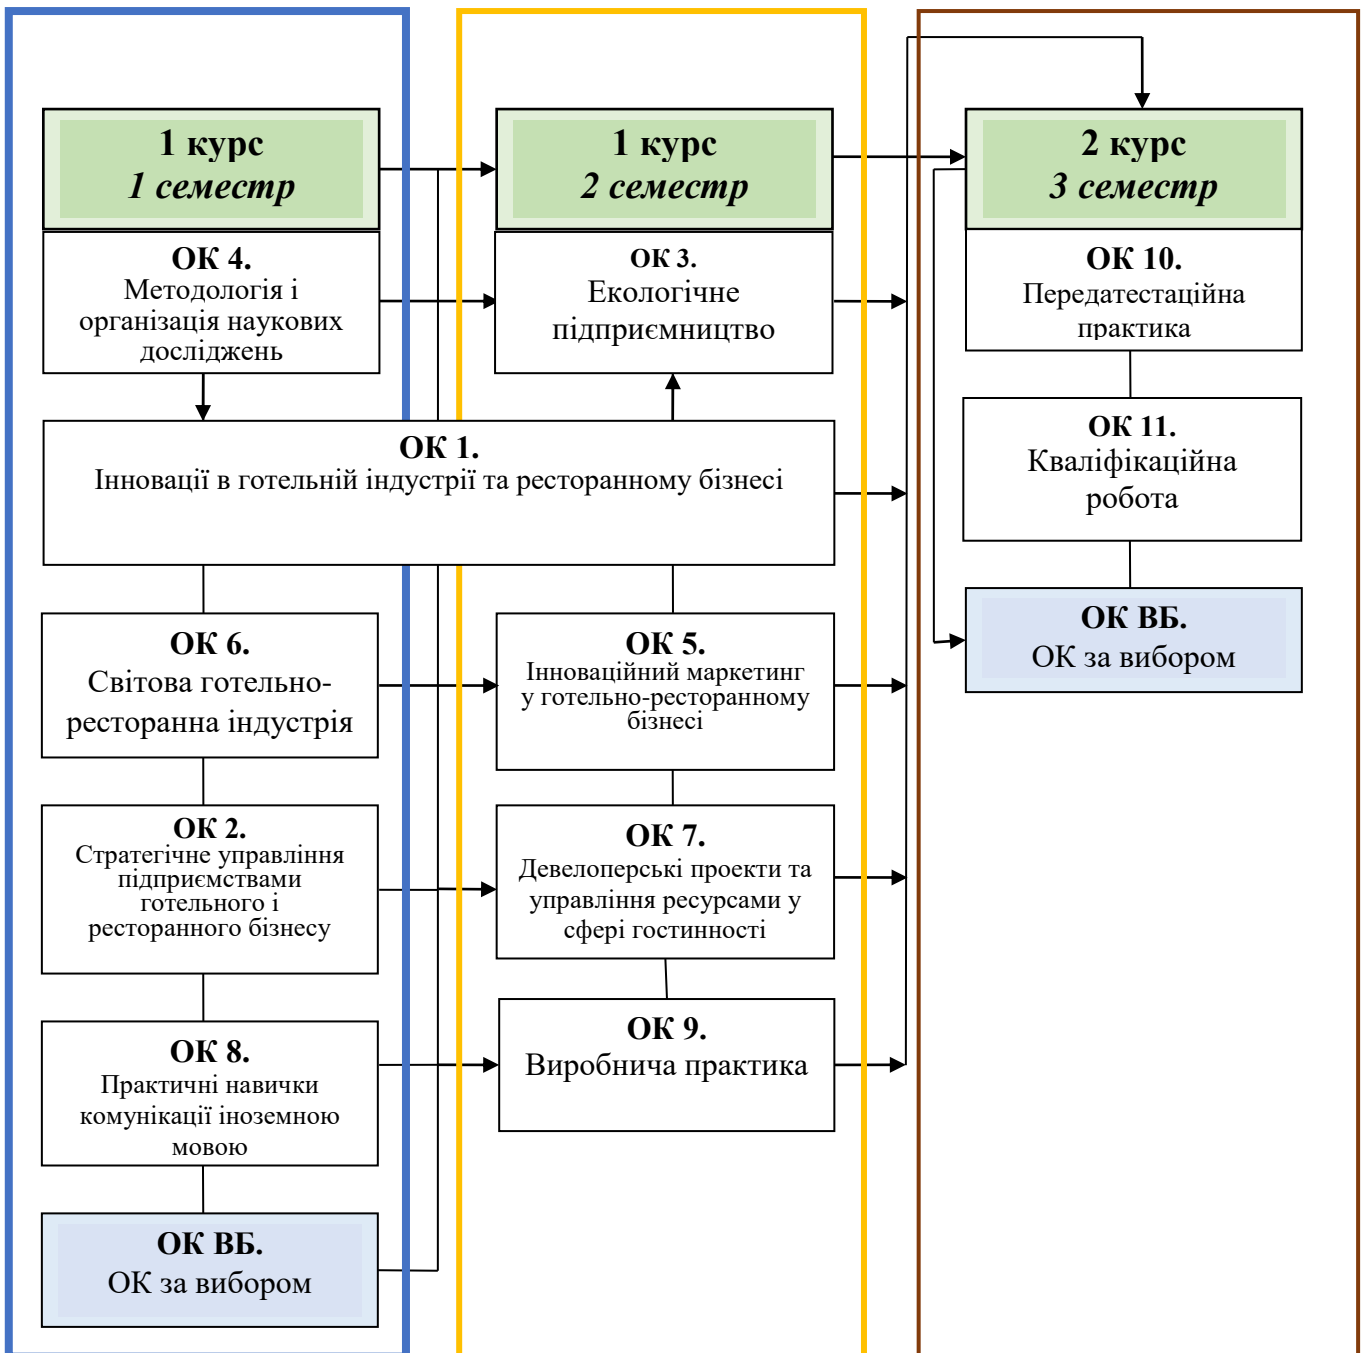 1 курс
1 семестр
ОК 4.
Методологія і
організація наукових
досліджень
1 курс
2 семестр
ОК 3.
Екологічне
підприємництво
2 курс
3 семестр
ОК 10.
Передатестаційна
практика
ОК 1.
Інновації в готельній індустрії та ресторанному бізнесі
ОК 11.
Кваліфікаційна
робота
ОК 6.
Світова готельно-
ресторанна індустрія
ОК 5.
Інноваційний маркетинг
у готельно-ресторанному
бізнесі
ОК ВБ.
ОК за вибором
ОК 2.
Стратегічне управління
підприємствами
готельного і
ресторанного бізнесу
ОК 7.
Девелоперські проекти та
управління ресурсами у
сфері гостинності
ОК 8.
Практичні навички
комунікації іноземною
мовою
ОК 9.
Виробнича практика
ОК ВБ.
ОК за вибором